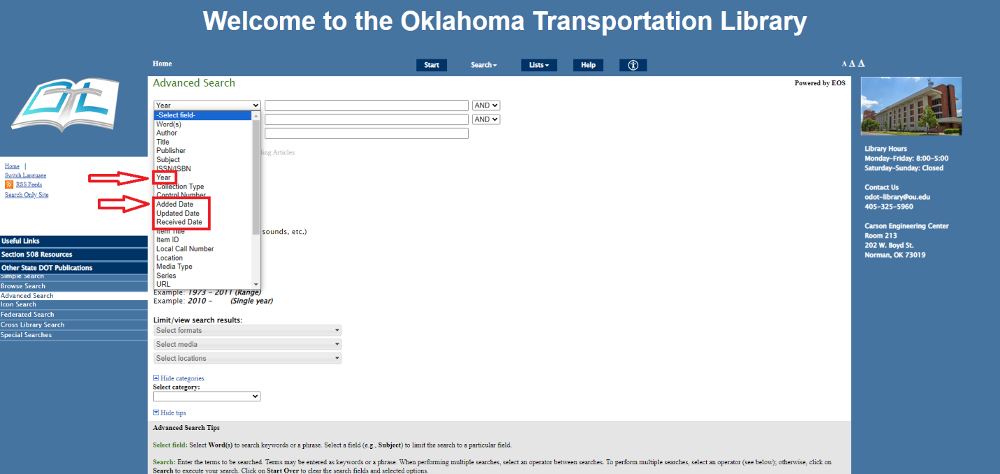 Welcome to the Oklahoma Transportation Library
Home
Start
Search
Lists
Help
A A A
Home |
Switch Language
RSS Feeds
Search Only Site
Useful Links
Section 508 Resources
Other State DOT Publications
Simple Search
Browse Search
Advanced Search
Icon Search
Federated Search
Cross Library Search
Special Searches
Advanced Search
Powered by EOS
Year
AND
-Select field-
AND
Word(s)
Author
Title
Publisher
Subject
Articles
ISSN/ISBN
Year
Collection Type
Control Number
Added Date
Updated Date
Received Date
Item Title
sounds, etc.)
Item ID
Local Call Number
Location
Media Type
Series
URL
Example: 1973 - 2011 (Range)
Example: 2010 - (Single year)
Limit/view search results:
Select formats
Select media
Select locations
Hide categories
Select category:
Hide tips
Advanced Search Tips
Select field: Select Word(s) to search keywords or a phrase. Select a field (e.g., Subject) to limit the search to a particular field.
Search: Enter the terms to be searched. Terms may be entered as keywords or a phrase. When performing multiple searches, select an operator between searches. To perform multiple searches, select an operator (see below); otherwise, click on
Search to execute your search. Click on Start Over to clear the search fields and selected options.
Library Hours
Monday-Friday: 8:00-5:00
Saturday-Sunday: Closed
Contact Us
odot-library@ou.edu
405-325-5960
Carson Engineering Center
Room 213
202 W. Boyd St.
Norman, OK 73019